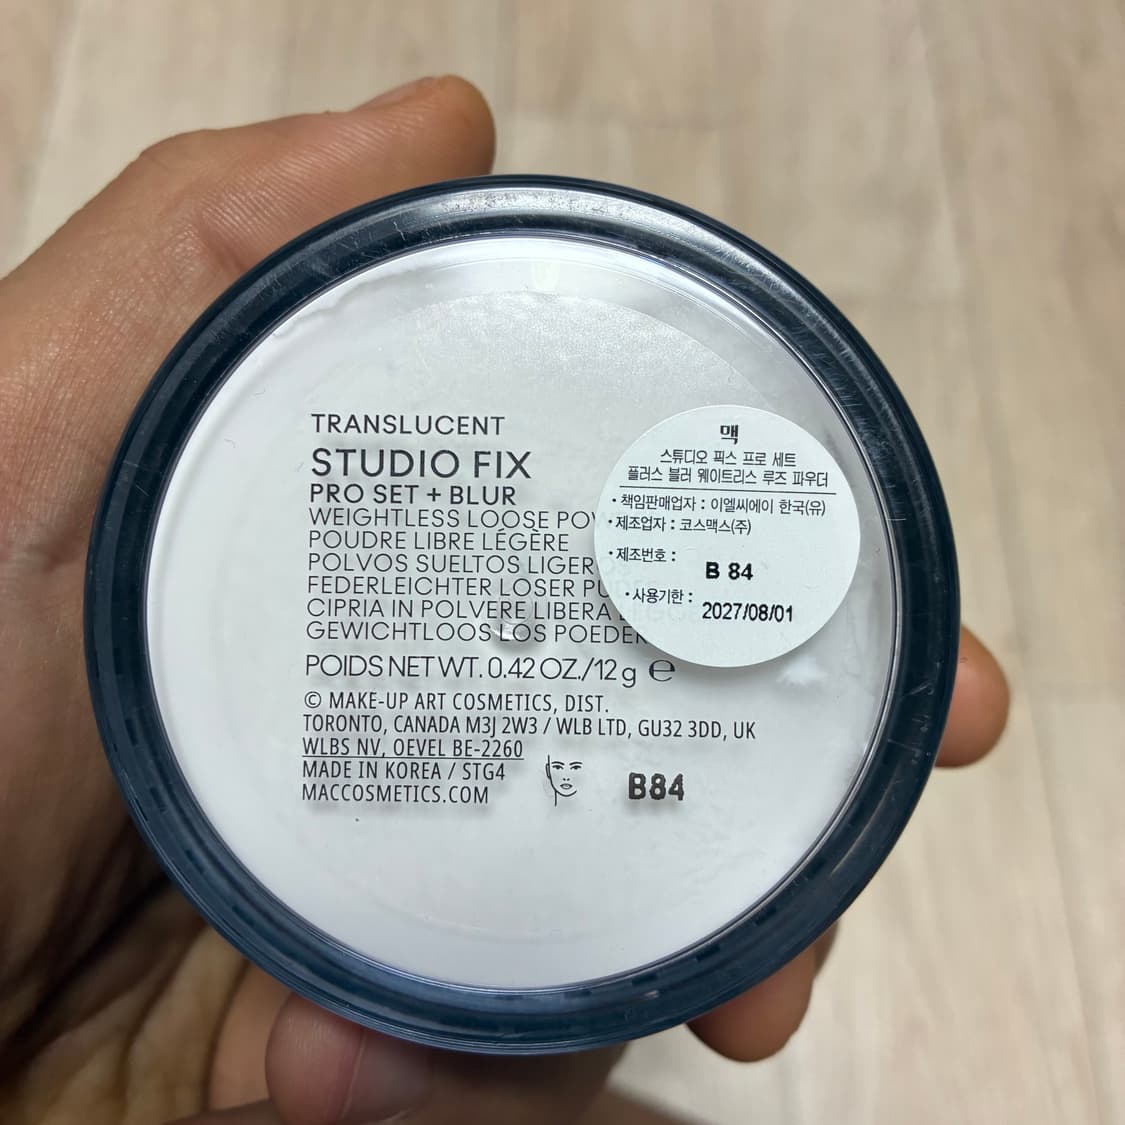 TRANSLUCENT
STUDIO FIX
PRO SET + BLUR
WEIGHTLESS LOOSE
POUDRE LIBRE LÉGÈRE
POLVOS SUELTOS
FEDERLEICHTER LOSER
CIPRIA IN POLVERE LIBERA
GEWICHTLOOS LOS POEDER
POIDS NET WT. 0.42 OZ./12 g ℮
© MAKE-UP ART COSMETICS, DIST.
TORONTO, CANADA M3J 2W3 / WLB LTD, GU32 3DD, UK
WLBS NV, OEVEL BE-2260
MADE IN KOREA / STG4
MACCOSMETICS.COM
B84
맥
스튜디오 픽스 프로 세트
플러스 블러 웨이트리스 루즈 파우더
• 책임판매업자 : 이엘씨에이 한국(유)
• 제조업자 : 코스맥스(주)
• 제조번호 : B 84
• 사용기한 : 2027/08/01